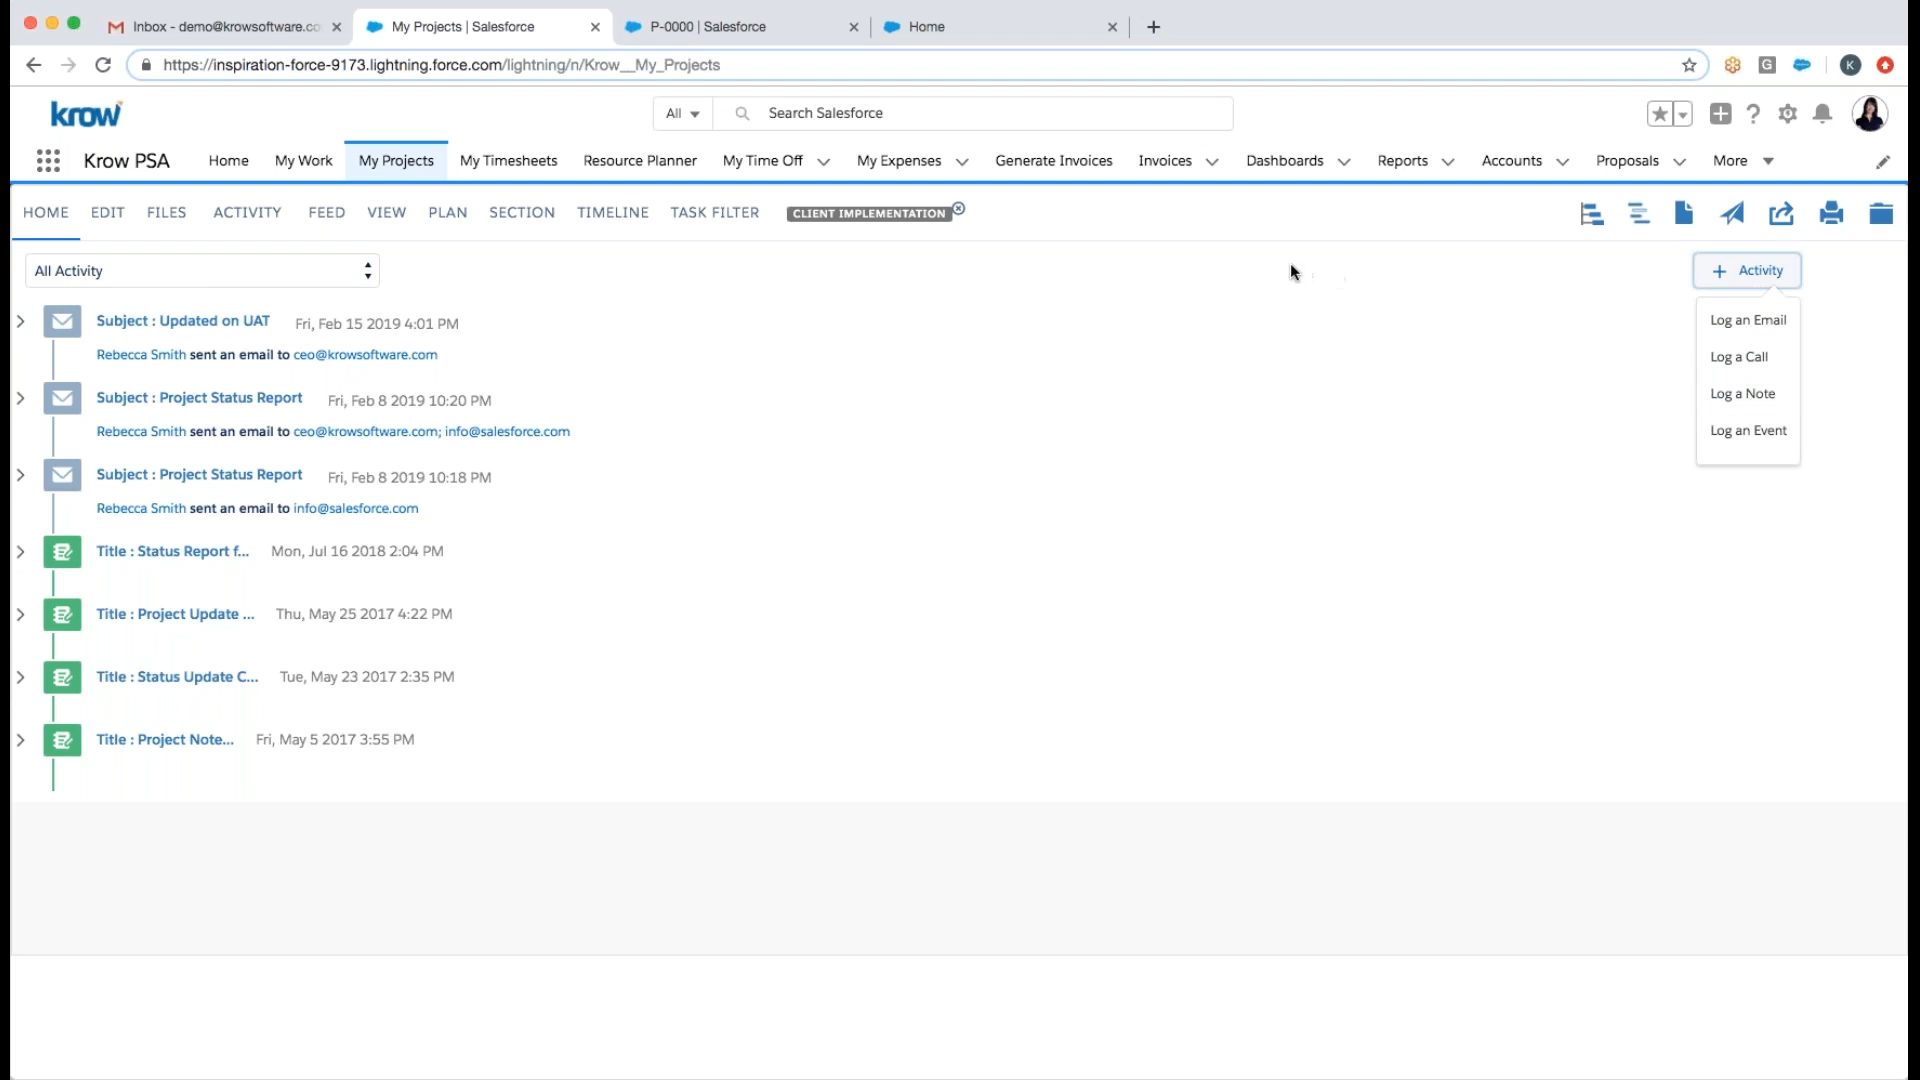 Inbox - demo@krowsoftware.co
My Projects | Salesforce
P-0000 | Salesforce
Home
https://inspiration-force-9173.lightning.force.com/lightning/n/Krow__My_Projects
G
K
krow
All
Search Salesforce
Krow PSA
Home
My Work
My Projects
My Timesheets
Resource Planner
My Time Off
My Expenses
Generate Invoices
Invoices
Dashboards
Reports
Accounts
Proposals
More
HOME
EDIT
FILES
ACTIVITY
FEED
VIEW
PLAN
SECTION
TIMELINE
TASK FILTER
CLIENT IMPLEMENTATION
All Activity
+ Activity
Log an Email
Log a Call
Log a Note
Log an Event
Subject : Updated on UAT Fri, Feb 15 2019 4:01 PM
Rebecca Smith sent an email to ceo@krowsoftware.com
Subject : Project Status Report Fri, Feb 8 2019 10:20 PM
Rebecca Smith sent an email to ceo@krowsoftware.com; info@salesforce.com
Subject : Project Status Report Fri, Feb 8 2019 10:18 PM
Rebecca Smith sent an email to info@salesforce.com
Title : Status Report f... Mon, Jul 16 2018 2:04 PM
Title : Project Update ... Thu, May 25 2017 4:22 PM
Title : Status Update C... Tue, May 23 2017 2:35 PM
Title : Project Note... Fri, May 5 2017 3:55 PM